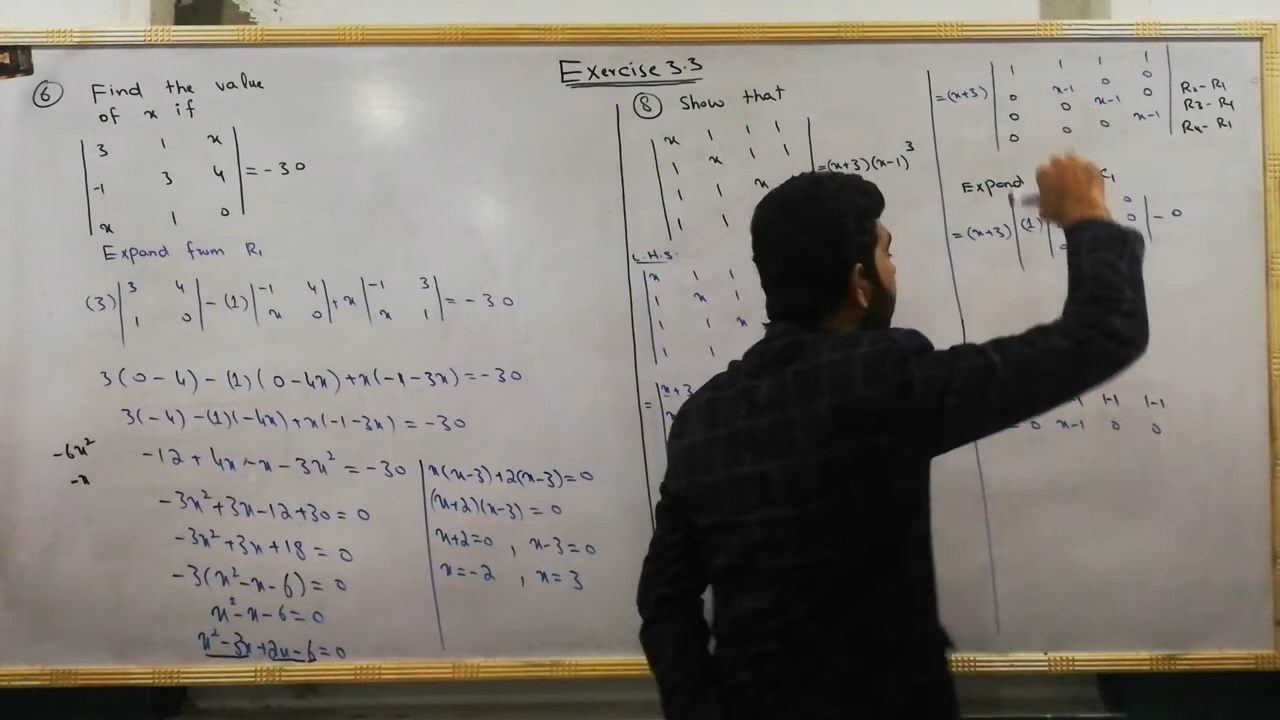 Exercise 3.3
⑥ Find the value
of x if
| 3 1 x |
| -1 3 4 | = -30
| x 1 0 |
Expand from R₁
(3) | 3 4 | - (1) | -1 4 | + x | -1 3 | = -30
| 1 0 | | x 0 | | x 1 |
3(0-4) - (1)(0-4x) + x(-1-3x) = -30
3(-4) - (1)(-4x) + x(-1-3x) = -30
-6x²
-x
-12 + 4x - x - 3x² = -30
-3x² + 3x - 12 + 30 = 0
-3x² + 3x + 18 = 0
-3(x² - x - 6) = 0
x² - x - 6 = 0
x² - 3x + 2x - 6 = 0
x(x-3) + 2(x-3) = 0
(x+2)(x-3) = 0
x+2=0 , x-3=0
x=-2 , x=3
⑧ Show that
| x 1 1 1 |
| 1 x 1 1 | = (x+3)(x-1)³
| 1 1 x
| 1 1
L.H.S.
| x 1 1
| 1 x 1
| 1 1 x
| 1 1
= | x+3
= (x+3) | 1 1 1 1 |
| 0 x-1 0 0 | R₂-R₁
| 0 0 x-1 0 | R₃-R₁
| 0 0 0 x-1 | R₄-R₁
Expand C₁
= (x+3) | (1) | 0
0 | - 0
1-1 1-1
0 x-1 0 0